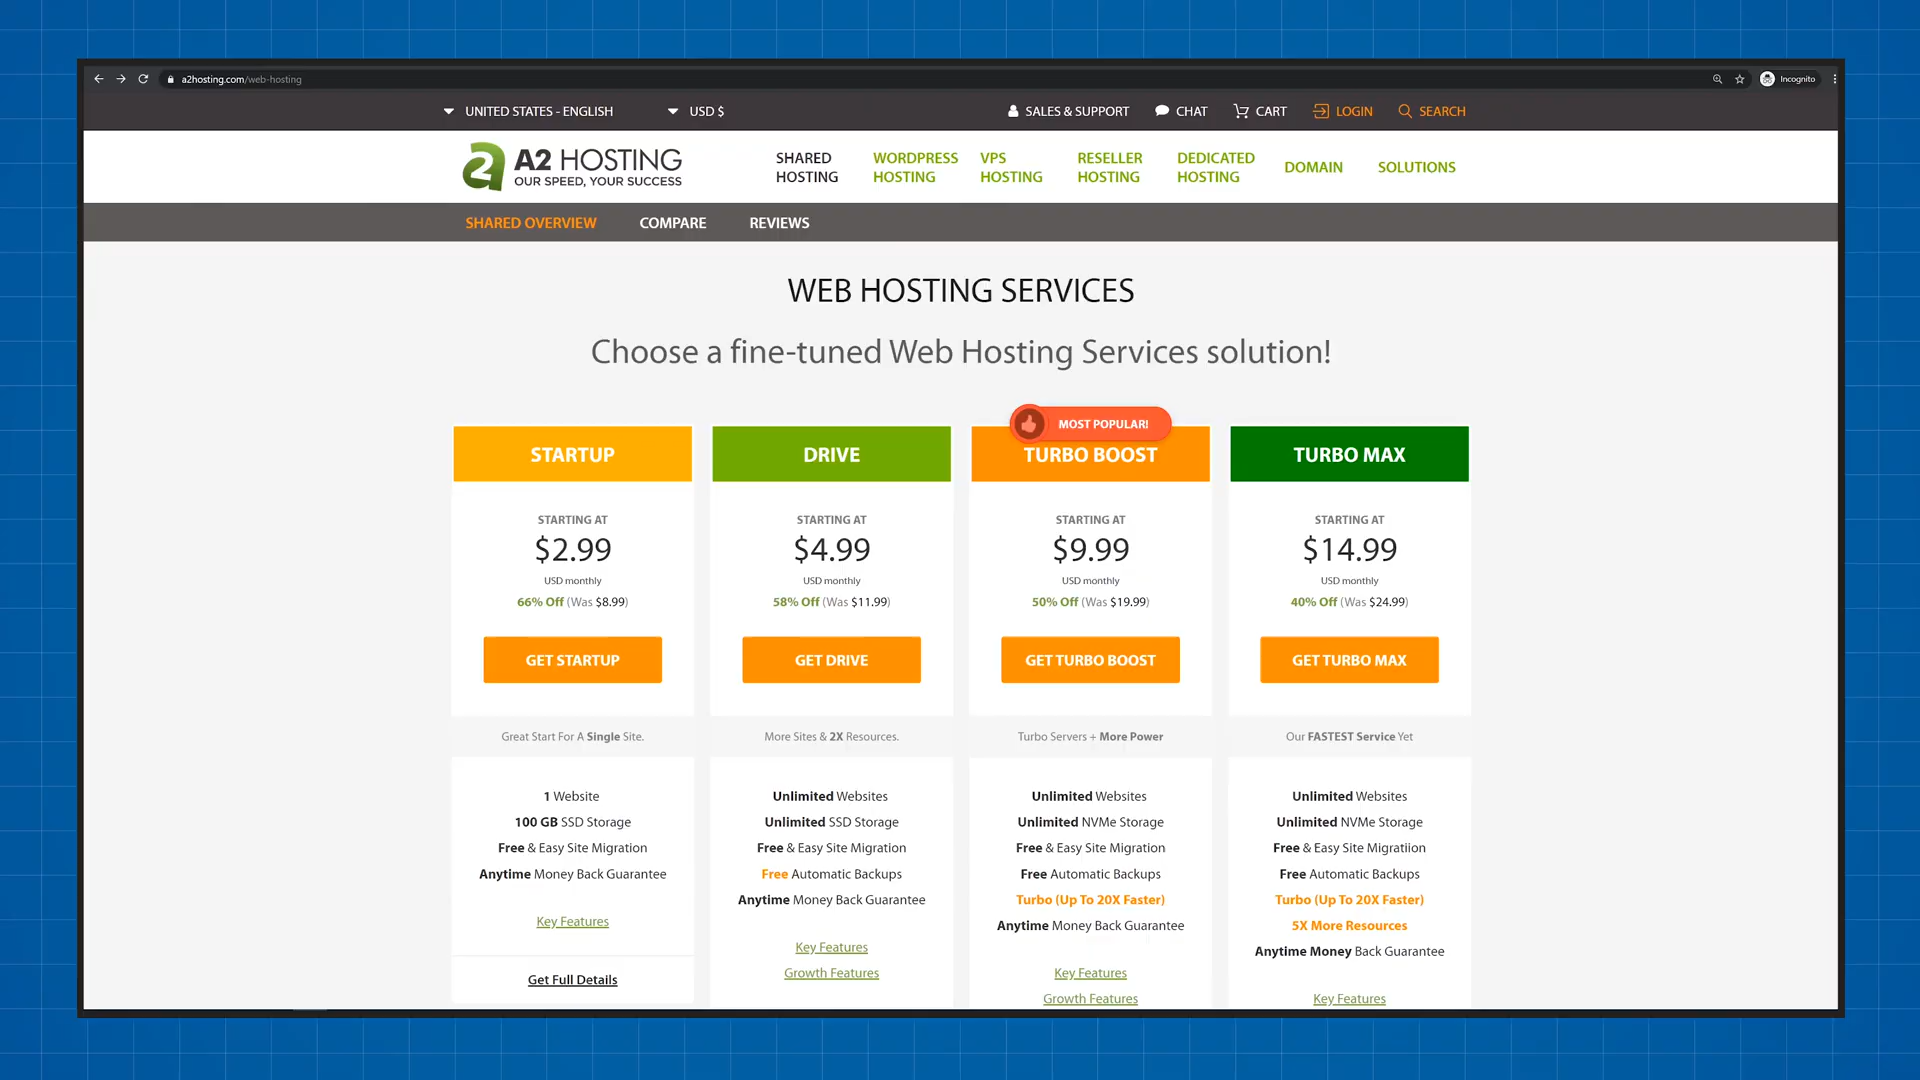 a2hosting.com/web-hosting
Incognito
UNITED STATES - ENGLISH
USD $
SALES & SUPPORT
CHAT
CART
LOGIN
SEARCH
A2 HOSTING
OUR SPEED, YOUR SUCCESS
SHARED
HOSTING
WORDPRESS
HOSTING
VPS
HOSTING
RESELLER
HOSTING
DEDICATED
HOSTING
DOMAIN
SOLUTIONS
SHARED OVERVIEW
COMPARE
REVIEWS
WEB HOSTING SERVICES
Choose a fine-tuned Web Hosting Services solution!
STARTUP
STARTING AT
$2.99
USD monthly
66% Off (Was $8.99)
GET STARTUP
Great Start For A Single Site.
1 Website
100 GB SSD Storage
Free & Easy Site Migration
Anytime Money Back Guarantee
Key Features
Get Full Details
DRIVE
STARTING AT
$4.99
USD monthly
58% Off (Was $11.99)
GET DRIVE
More Sites & 2X Resources.
Unlimited Websites
Unlimited SSD Storage
Free & Easy Site Migration
Free Automatic Backups
Anytime Money Back Guarantee
Key Features
Growth Features
MOST POPULAR!
TURBO BOOST
STARTING AT
$9.99
USD monthly
50% Off (Was $19.99)
GET TURBO BOOST
Turbo Servers + More Power
Unlimited Websites
Unlimited NVMe Storage
Free & Easy Site Migration
Free Automatic Backups
Turbo (Up To 20X Faster)
Anytime Money Back Guarantee
Key Features
Growth Features
TURBO MAX
STARTING AT
$14.99
USD monthly
40% Off (Was $24.99)
GET TURBO MAX
Our FASTEST Service Yet
Unlimited Websites
Unlimited NVMe Storage
Free & Easy Site Migratiion
Free Automatic Backups
Turbo (Up To 20X Faster)
5X More Resources
Anytime Money Back Guarantee
Key Features